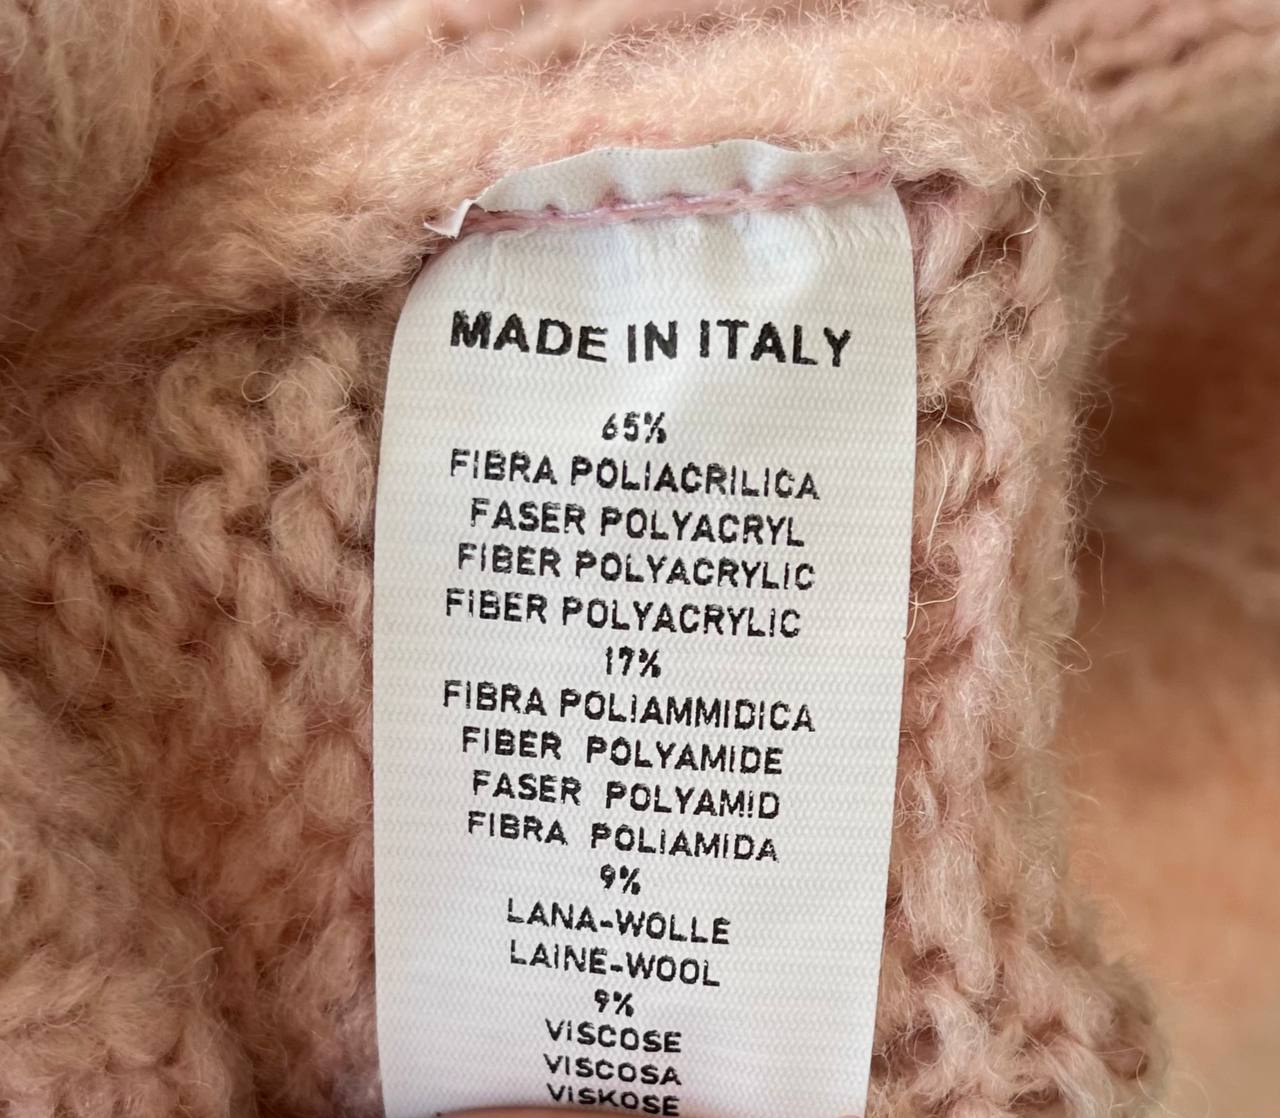 MADE IN ITALY
65%
FIBRA POLIACRILICA
FASER POLYACRYL
FIBER POLYACRYLIC
FIBER POLYACRYLIC
17%
FIBRA POLIAMMIDICA
FIBER POLYAMIDE
FASER POLYAMID
FIBRA POLIAMIDA
9%
LANA-WOLLE
LAINE-WOOL
9%
VISCOSE
VISCOSA
VISKOSE